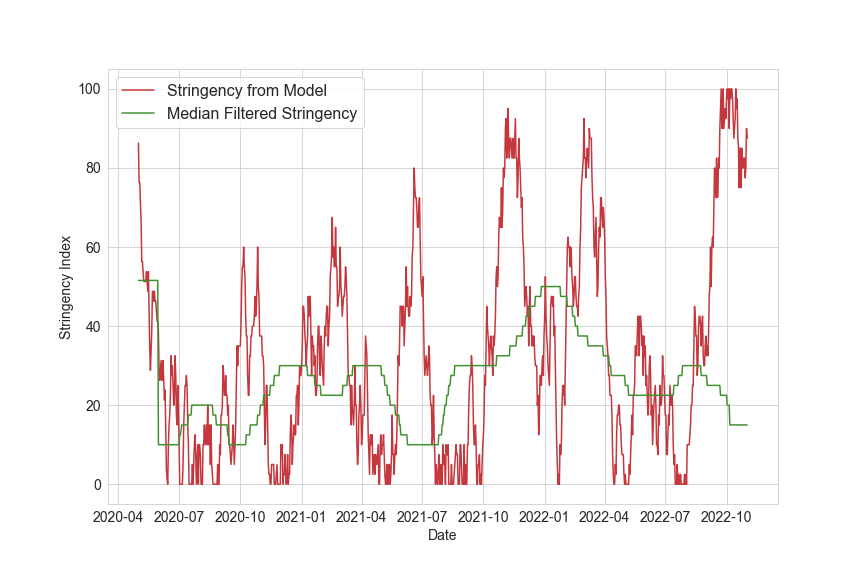 Stringency from Model
Median Filtered Stringency
Stringency Index
100
80
60
40
20
0
2020-04 2020-07 2020-10 2021-01 2021-04 2021-07 2021-10 2022-01 2022-04 2022-07 2022-10
Date